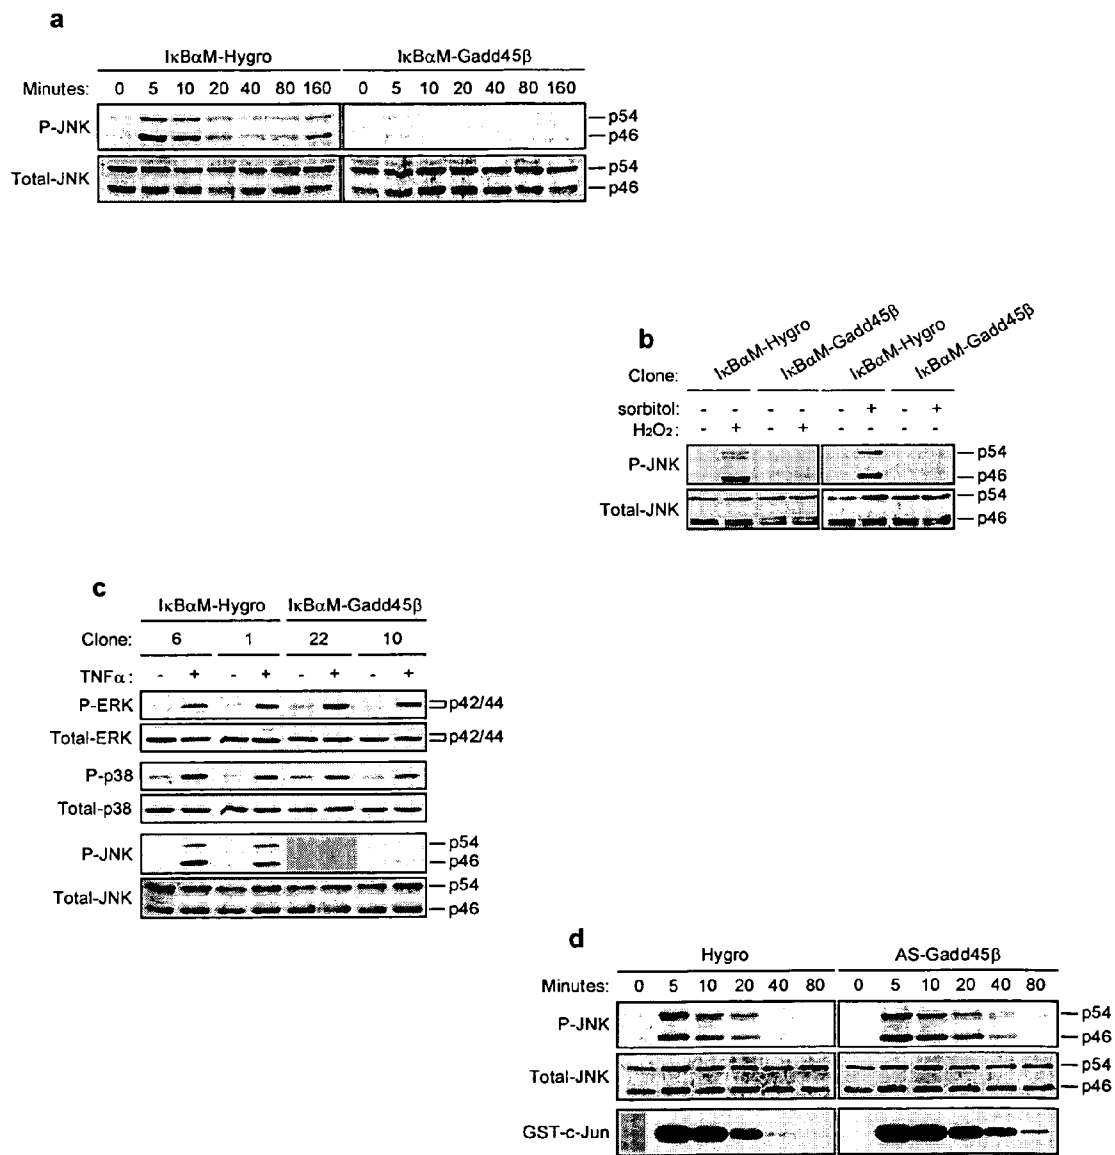 a
IκBαM-Hygro IκBαM-Gadd45β
Minutes: 0 5 10 20 40 80 160 0 5 10 20 40 80 160
P-JNK p54
p46
Total-JNK p54
p46
b
Clone: IκBαM-Hygro IκBαM-Gadd45β IκBαM-Hygro IκBαM-Gadd45β
sorbitol: - - - - - + - +
H₂O₂: - + - + - - - -
P-JNK p54
p46
Total-JNK p54
p46
c
IκBαM-Hygro IκBαM-Gadd45β
Clone: 6 1 22 10
TNFα: - + - + - + - +
P-ERK p42/44
Total-ERK p42/44
P-p38
Total-p38
P-JNK p54
p46
Total-JNK p54
p46
d
Hygro AS-Gadd45β
Minutes: 0 5 10 20 40 80 0 5 10 20 40 80
P-JNK p54
p46
Total-JNK p54
p46
GST-c-Jun